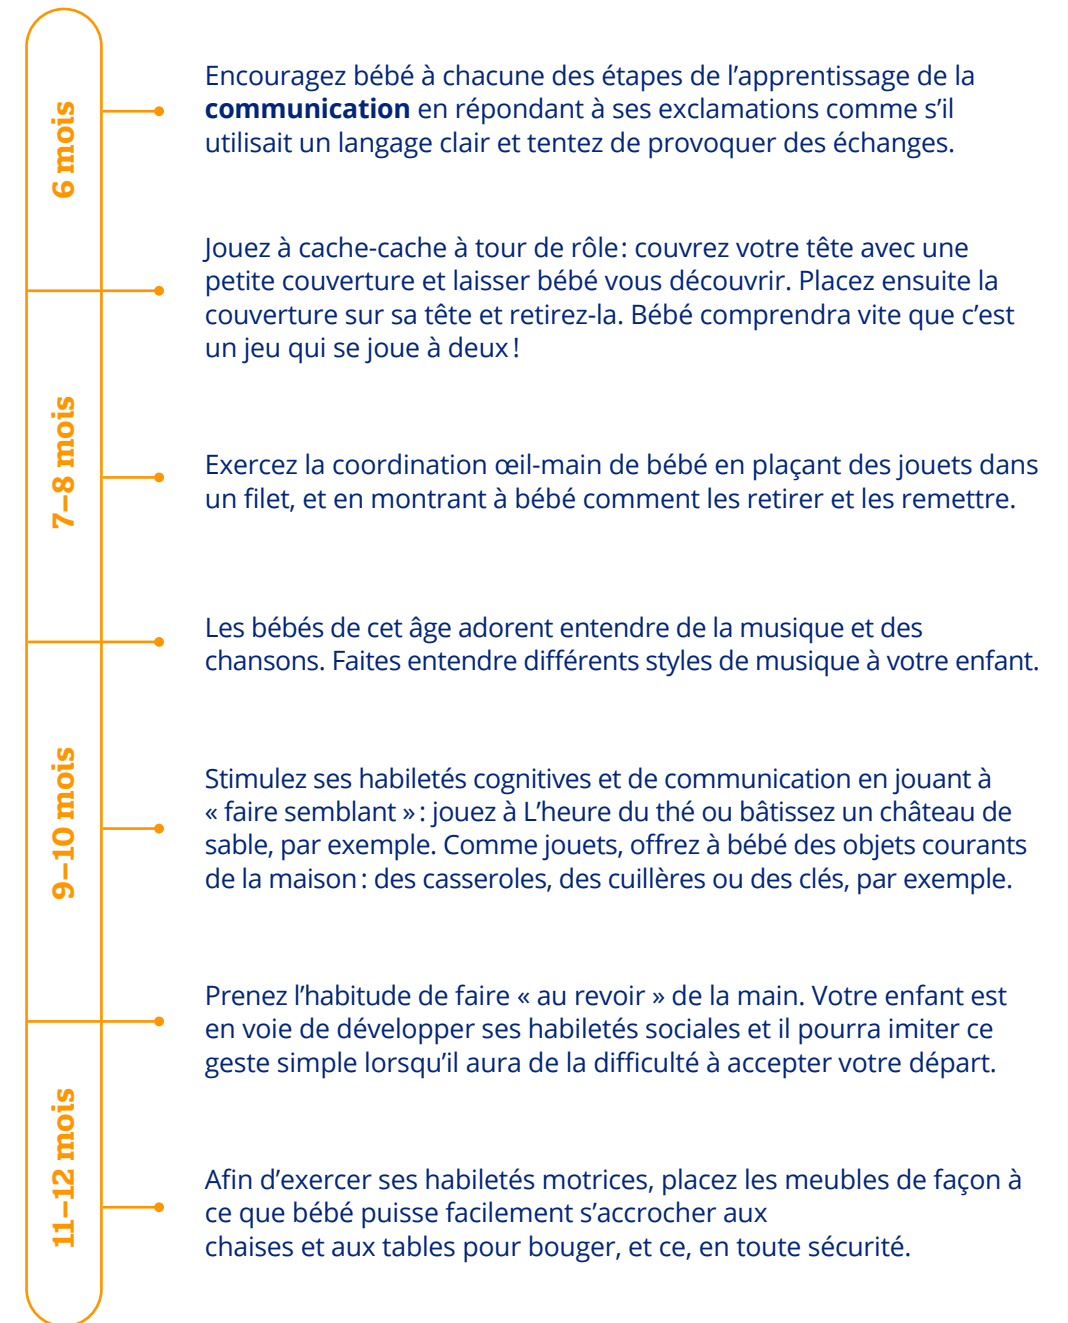 6 mois
Encouragez bébé à chacune des étapes de l’apprentissage de la
communication en répondant à ses exclamations comme s’il
utilisait un langage clair et tentez de provoquer des échanges.
Jouez à cache-cache à tour de rôle : couvrez votre tête avec une
petite couverture et laisser bébé vous découvrir. Placez ensuite la
couverture sur sa tête et retirez-la. Bébé comprendra vite que c’est
un jeu qui se joue à deux !
7–8 mois
Exercez la coordination œil-main de bébé en plaçant des jouets dans
un filet, et en montrant à bébé comment les retirer et les remettre.
Les bébés de cet âge adorent entendre de la musique et des
chansons. Faites entendre différents styles de musique à votre enfant.
9–10 mois
Stimulez ses habiletés cognitives et de communication en jouant à
« faire semblant » : jouez à L’heure du thé ou bâtissez un château de
sable, par exemple. Comme jouets, offrez à bébé des objets courants
de la maison : des casseroles, des cuillères ou des clés, par exemple.
Prenez l’habitude de faire « au revoir » de la main. Votre enfant est
en voie de développer ses habiletés sociales et il pourra imiter ce
geste simple lorsqu’il aura de la difficulté à accepter votre départ.
11–12 mois
Afin d’exercer ses habiletés motrices, placez les meubles de façon à
ce que bébé puisse facilement s’accrocher aux
chaises et aux tables pour bouger, et ce, en toute sécurité.